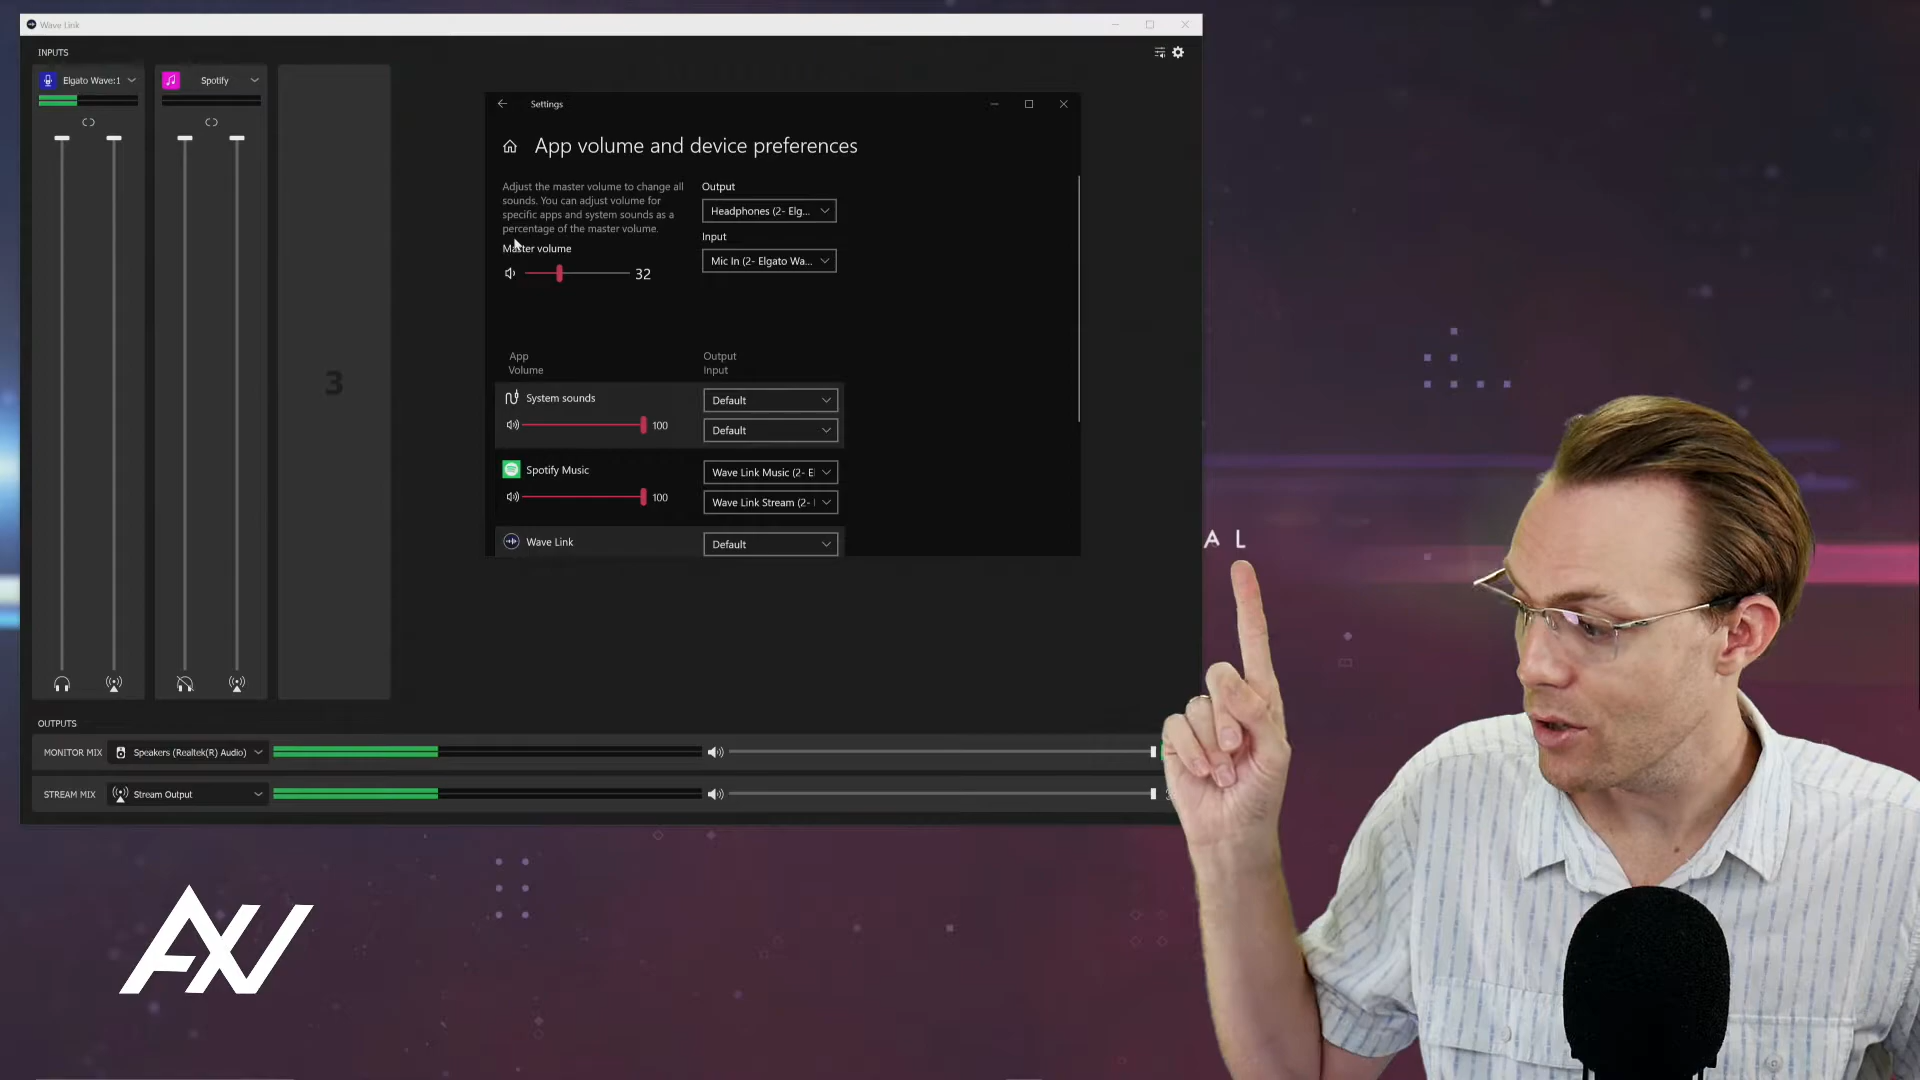 Wave Link
INPUTS
Elgato Wave:1
Spotify
3
Settings
App volume and device preferences
Adjust the master volume to change all
sounds. You can adjust volume for
specific apps and system sounds as a
percentage of the master volume.
Master volume
32
Output
Headphones (2- Elg...
Input
Mic In (2- Elgato Wa...
App
Volume
Output
Input
System sounds
100
Default
Default
Spotify Music
100
Wave Link Music (2- E
Wave Link Stream (2-
Wave Link
Default
A L
OUTPUTS
MONITOR MIX
Speakers (Realtek(R) Audio)
STREAM MIX
Stream Output